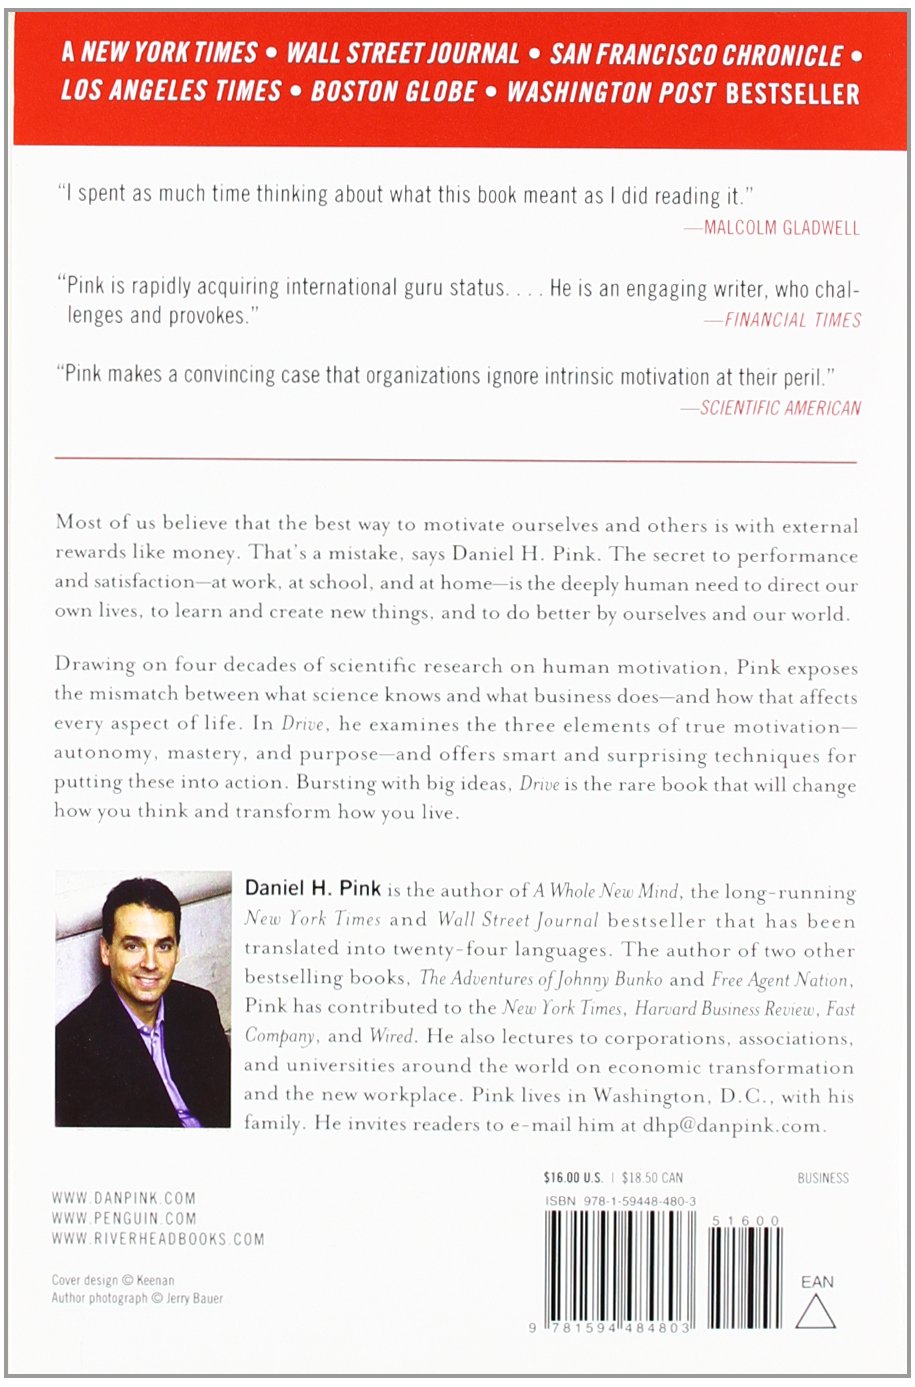 A NEW YORK TIMES • WALL STREET JOURNAL • SAN FRANCISCO CHRONICLE •
LOS ANGELES TIMES • BOSTON GLOBE • WASHINGTON POST BESTSELLER
“I spent as much time thinking about what this book meant as I did reading it.”
—MALCOLM GLADWELL
“Pink is rapidly acquiring international guru status. . . . He is an engaging writer, who chal-
lenges and provokes.” —FINANCIAL TIMES
“Pink makes a convincing case that organizations ignore intrinsic motivation at their peril.”
—SCIENTIFIC AMERICAN
Most of us believe that the best way to motivate ourselves and others is with external
rewards like money. That’s a mistake, says Daniel H. Pink. The secret to performance
and satisfaction—at work, at school, and at home—is the deeply human need to direct our
own lives, to learn and create new things, and to do better by ourselves and our world.
Drawing on four decades of scientific research on human motivation, Pink exposes
the mismatch between what science knows and what business does—and how that affects
every aspect of life. In Drive, he examines the three elements of true motivation—
autonomy, mastery, and purpose—and offers smart and surprising techniques for
putting these into action. Bursting with big ideas, Drive is the rare book that will change
how you think and transform how you live.
Daniel H. Pink is the author of A Whole New Mind, the long-running
New York Times and Wall Street Journal bestseller that has been
translated into twenty-four languages. The author of two other
bestselling books, The Adventures of Johnny Bunko and Free Agent Nation,
Pink has contributed to the New York Times, Harvard Business Review, Fast
Company, and Wired. He also lectures to corporations, associations,
and universities around the world on economic transformation
and the new workplace. Pink lives in Washington, D.C., with his
family. He invites readers to e-mail him at dhp@danpink.com.
$16.00 U.S. | $18.50 CAN BUSINESS
WWW.DANPINK.COM
WWW.PENGUIN.COM
WWW.RIVERHEADBOOKS.COM
Cover design © Keenan
Author photograph © Jerry Bauer
ISBN 978-1-59448-480-3
51600
EAN
9 781594 484803